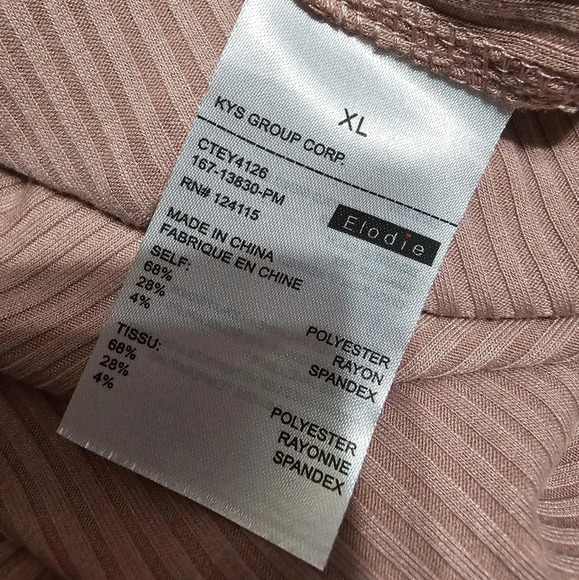 XL
KYS GROUP CORP.
CTEY4126
167-13830-PM
RN# 124115
Elodie
MADE IN CHINA
FABRIQUE EN CHINE
SELF:
68% POLYESTER
28% RAYON
4% SPANDEX
TISSU:
68% POLYESTER
28% RAYONNE
4% SPANDEX